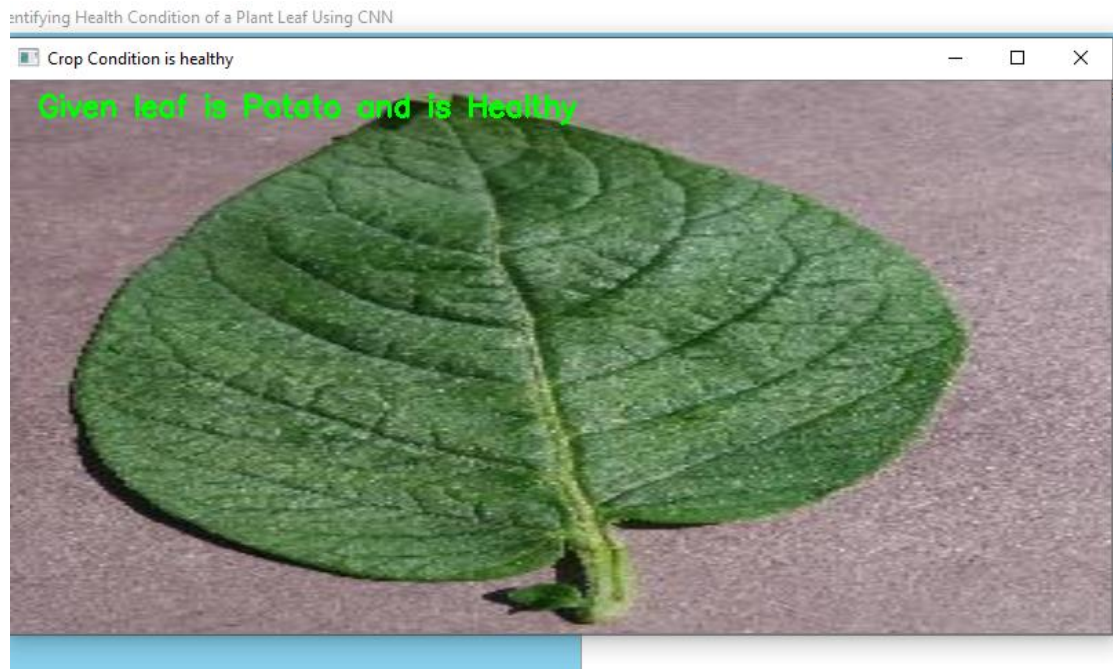 entifying Health Condition of a Plant Leaf Using CNN
Crop Condition is healthy
Given leaf is Potato and is Healthy